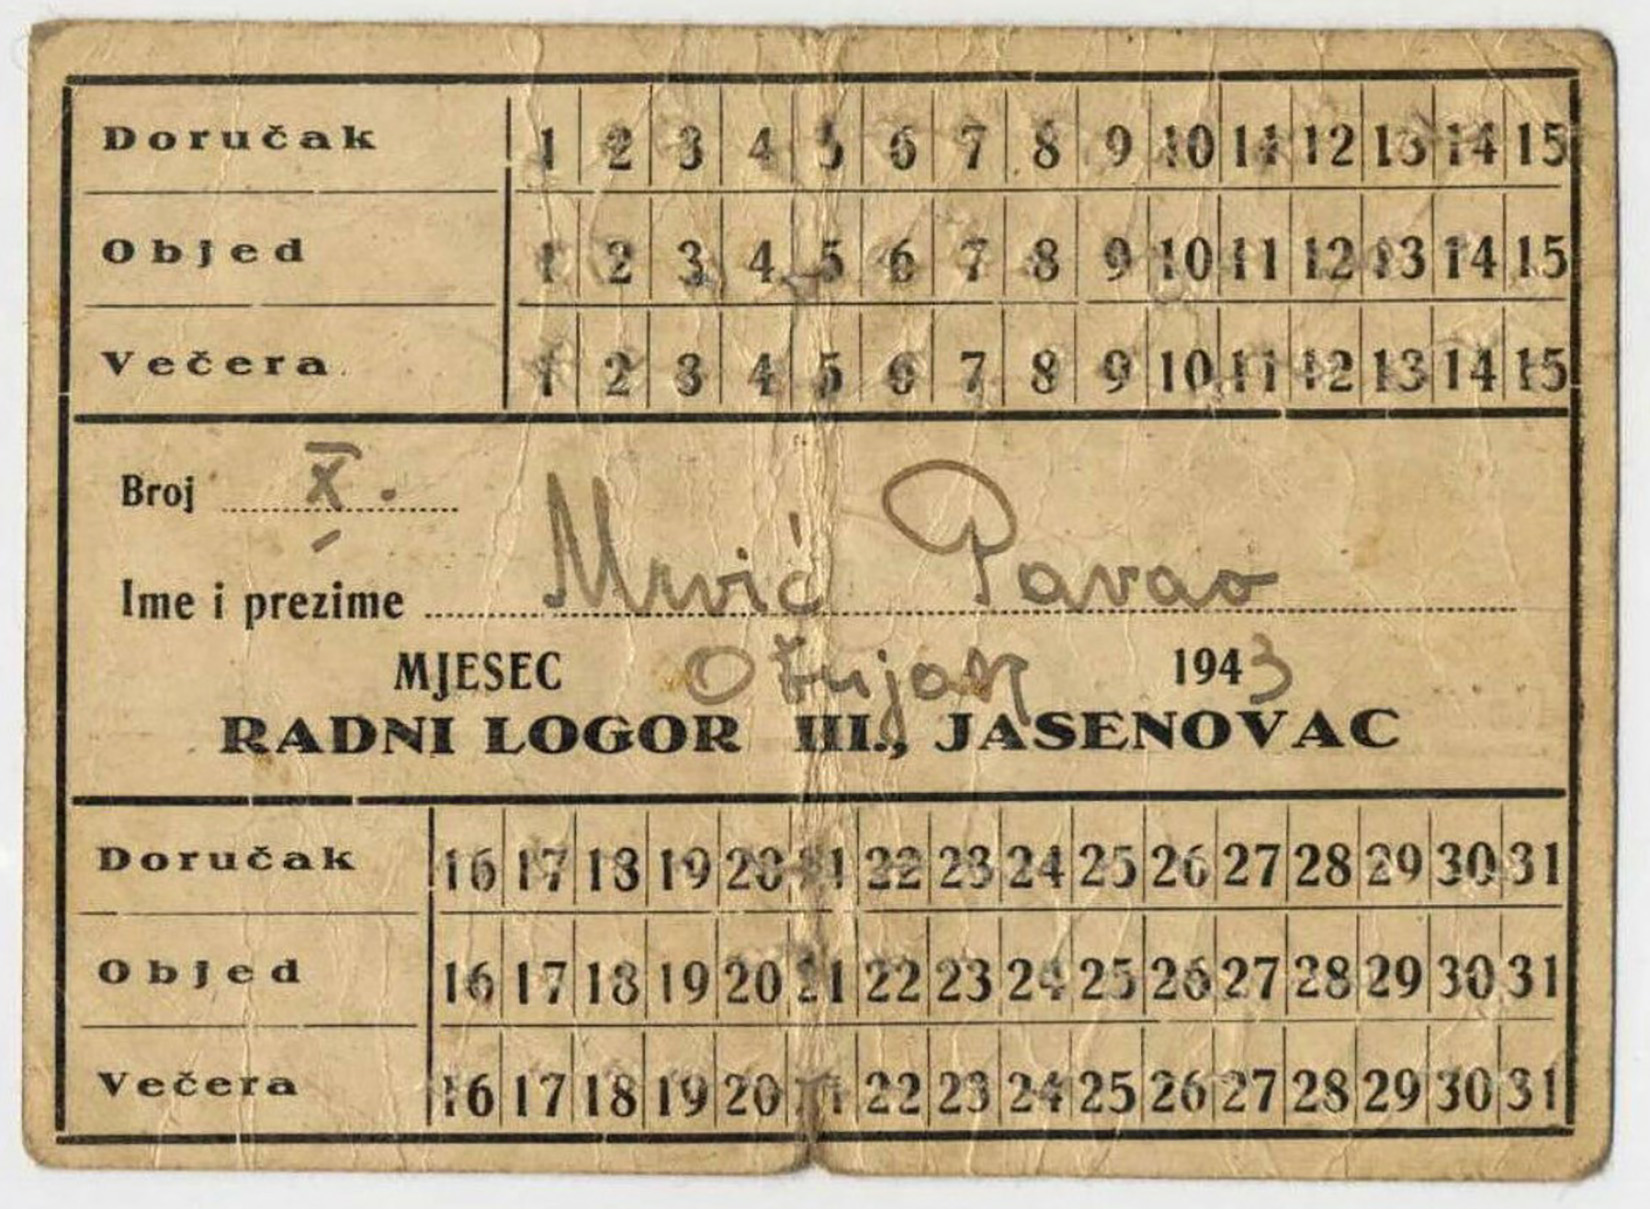 Doručak 1 2 3 4 5 6 7 8 9 10 11 12 13 14 15
Objed 1 2 3 4 5 6 7 8 9 10 11 12 13 14 15
Večera 1 2 3 4 5 6 7 8 9 10 11 12 13 14 15
Broj X.
Ime i prezime Mrvić Pavao
MJESEC Ožujak 1943
RADNI LOGOR III., JASENOVAC
Doručak 16 17 18 19 20 21 22 23 24 25 26 27 28 29 30 31
Objed 16 17 18 19 20 21 22 23 24 25 26 27 28 29 30 31
Večera 16 17 18 19 20 21 22 23 24 25 26 27 28 29 30 31